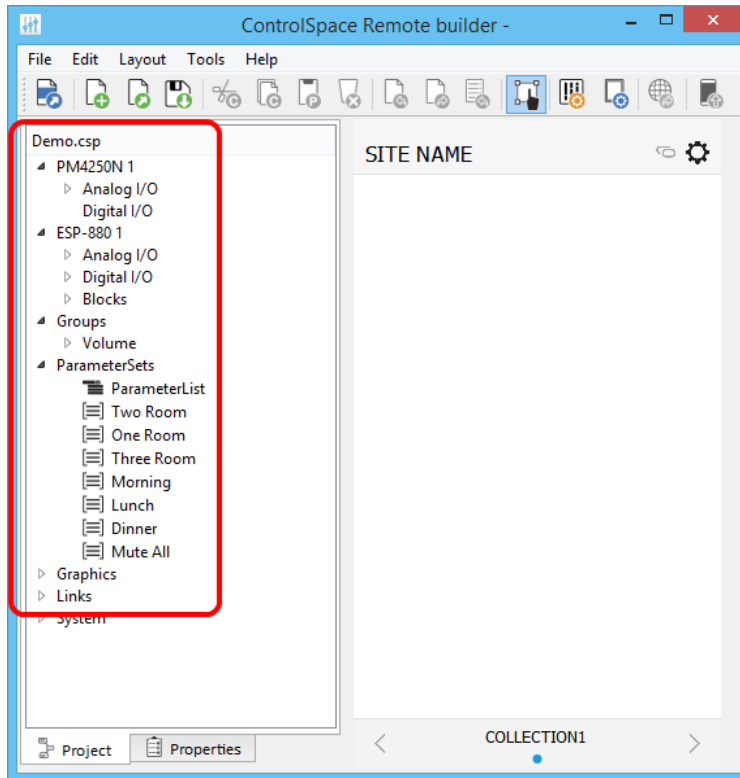 ControlSpace Remote builder -
File Edit Layout Tools Help
Demo.csp
PM4250N 1
Analog I/O
Digital I/O
ESP-880 1
Analog I/O
Digital I/O
Blocks
Groups
Volume
ParameterSets
ParameterList
Two Room
One Room
Three Room
Morning
Lunch
Dinner
Mute All
Graphics
Links
System
Project Properties
SITE NAME
COLLECTION1